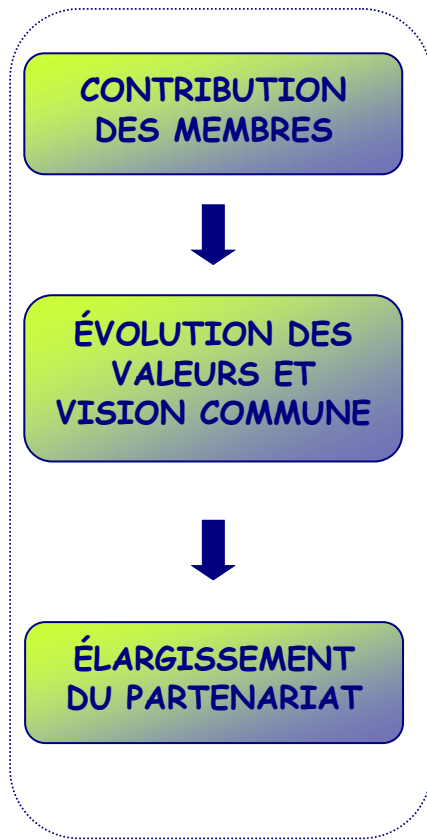 CONTRIBUTION
DES MEMBRES
ÉVOLUTION DES
VALEURS ET
VISION COMMUNE
ÉLARGISSEMENT
DU PARTENARIAT